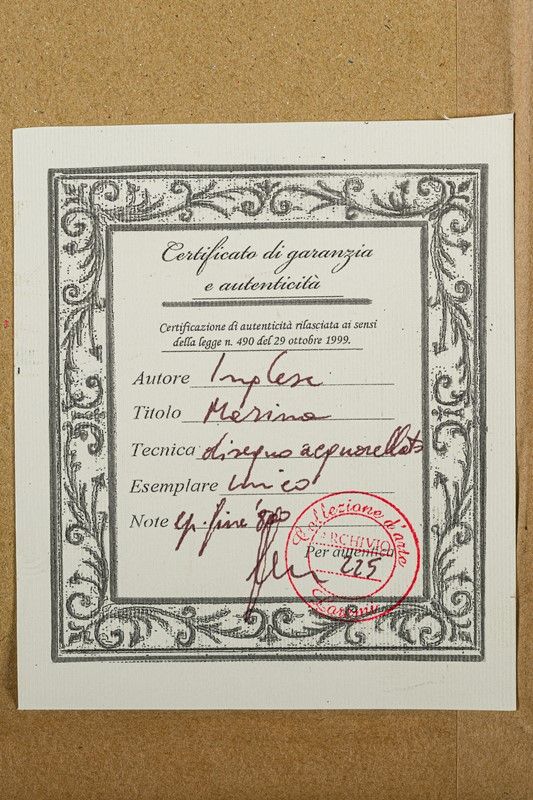 Certificato di garanzia
e autenticità
Certificazione di autenticità rilasciata ai sensi
della legge n. 490 del 29 ottobre 1999.
Autore Inglese
Titolo Marina
Tecnica disegno acquarellato
Esemplare Unico
Note ep. fine '800
Collezione d'arte
ARCHIVIO
Per autentica
225